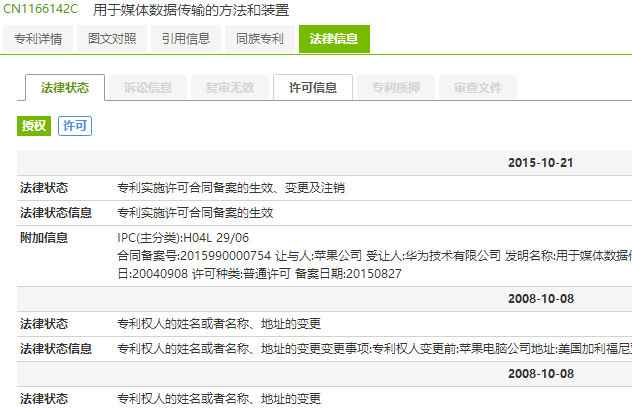 CN1166142C 用于媒体数据传输的方法和装置
专利详情 图文对照 引用信息 同族专利 法律信息
法律状态 诉讼信息 复审无效 许可信息 专利质押 审查文件
授权 许可
2015-10-21
法律状态 专利实施许可合同备案的生效、变更及注销
法律状态信息 专利实施许可合同备案的生效
附加信息 IPC(主分类):H04L 29/06
合同备案号:2015990000754 让与人:苹果公司 受让人:华为技术有限公司 发明名称:用于媒体数据
日:20040908 许可种类:普通许可 备案日期:20150827
2008-10-08
法律状态 专利权人的姓名或者名称、地址的变更
法律状态信息 专利权人的姓名或者名称、地址的变更变更事项:专利权人变更前:苹果电脑公司地址:美国加利福尼
2008-10-08
法律状态 专利权人的姓名或者名称、地址的变更